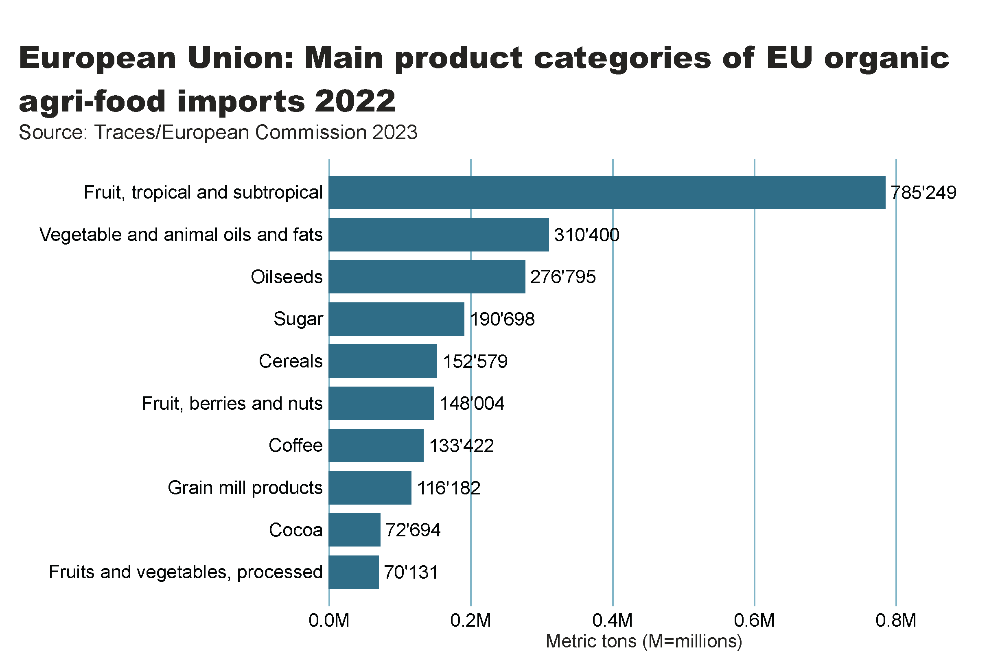 European Union: Main product categories of EU organic
agri-food imports 2022
Source: Traces/European Commission 2023
Fruit, tropical and subtropical 785'249
Vegetable and animal oils and fats 310'400
Oilseeds 276'795
Sugar 190'698
Cereals 152'579
Fruit, berries and nuts 148'004
Coffee 133'422
Grain mill products 116'182
Cocoa 72'694
Fruits and vegetables, processed 70'131
0.0M 0.2M 0.4M 0.6M 0.8M
Metric tons (M=millions)